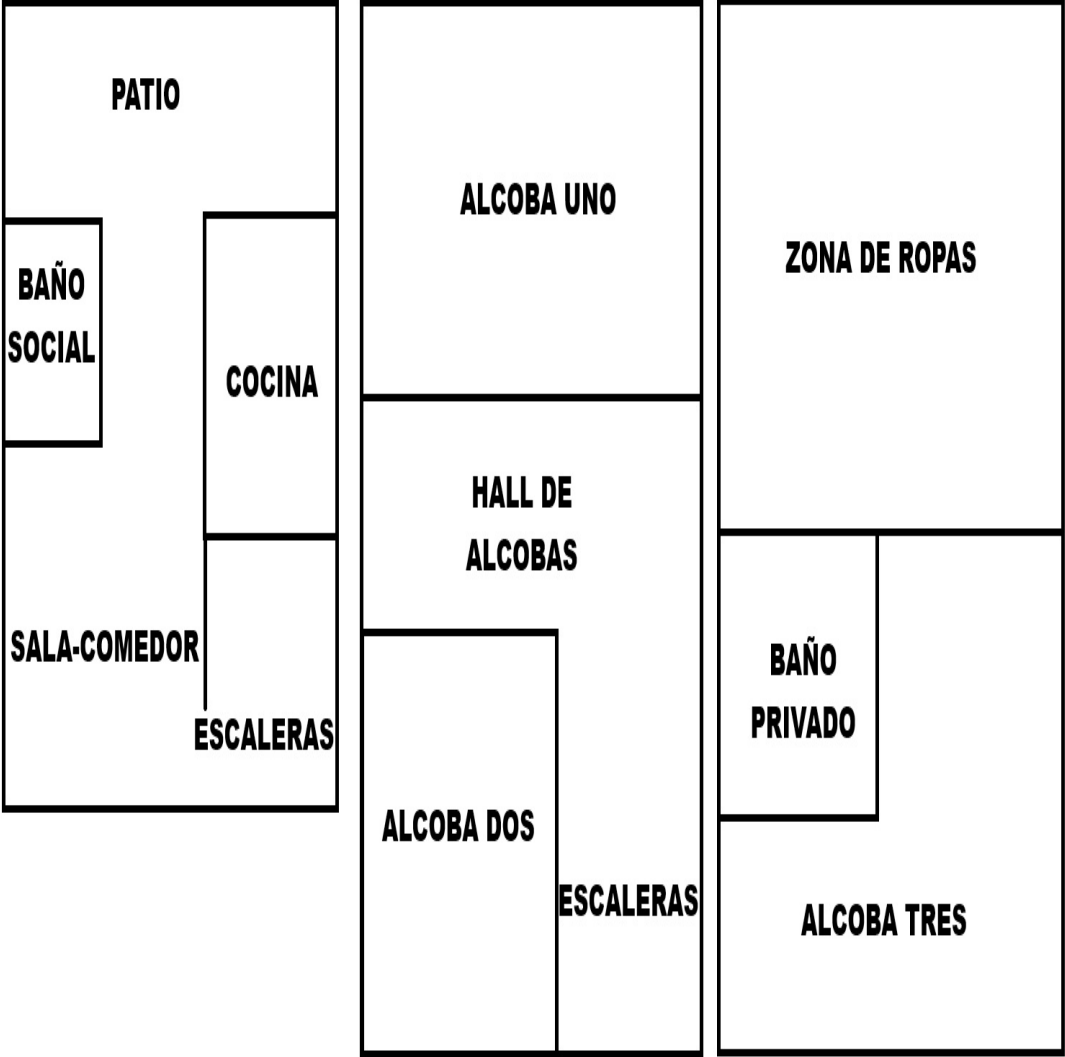 PATIO
BAÑO
SOCIAL
COCINA
SALA-COMEDOR
ESCALERAS
ALCOBA UNO
HALL DE
ALCOBAS
ALCOBA DOS
ESCALERAS
ZONA DE ROPAS
BAÑO
PRIVADO
ALCOBA TRES